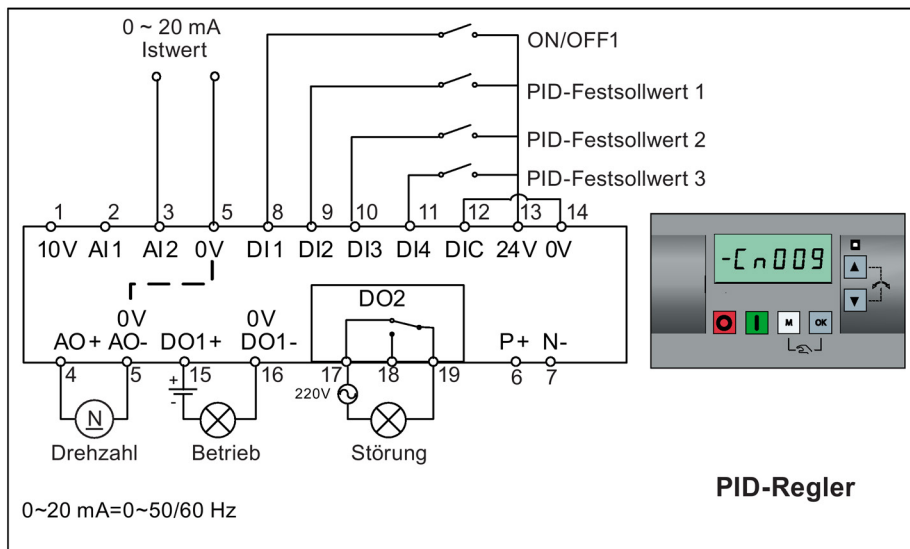 0 ~ 20 mA
Istwert
ON/OFF1
PID-Festsollwert 1
PID-Festsollwert 2
PID-Festsollwert 3
1 2 3 5 8 9 10 11 12 13 14
10V AI1 AI2 0V DI1 DI2 DI3 DI4 DIC 24V 0V
-Cn009
DO2
0V 0V
AO+ AO- DO1+ DO1- P+ N-
M OK
4 5 15 16 17 18 19 6 7
+
-
220V
N
Drehzahl Betrieb Störung
PID-Regler
0~20 mA=0~50/60 Hz